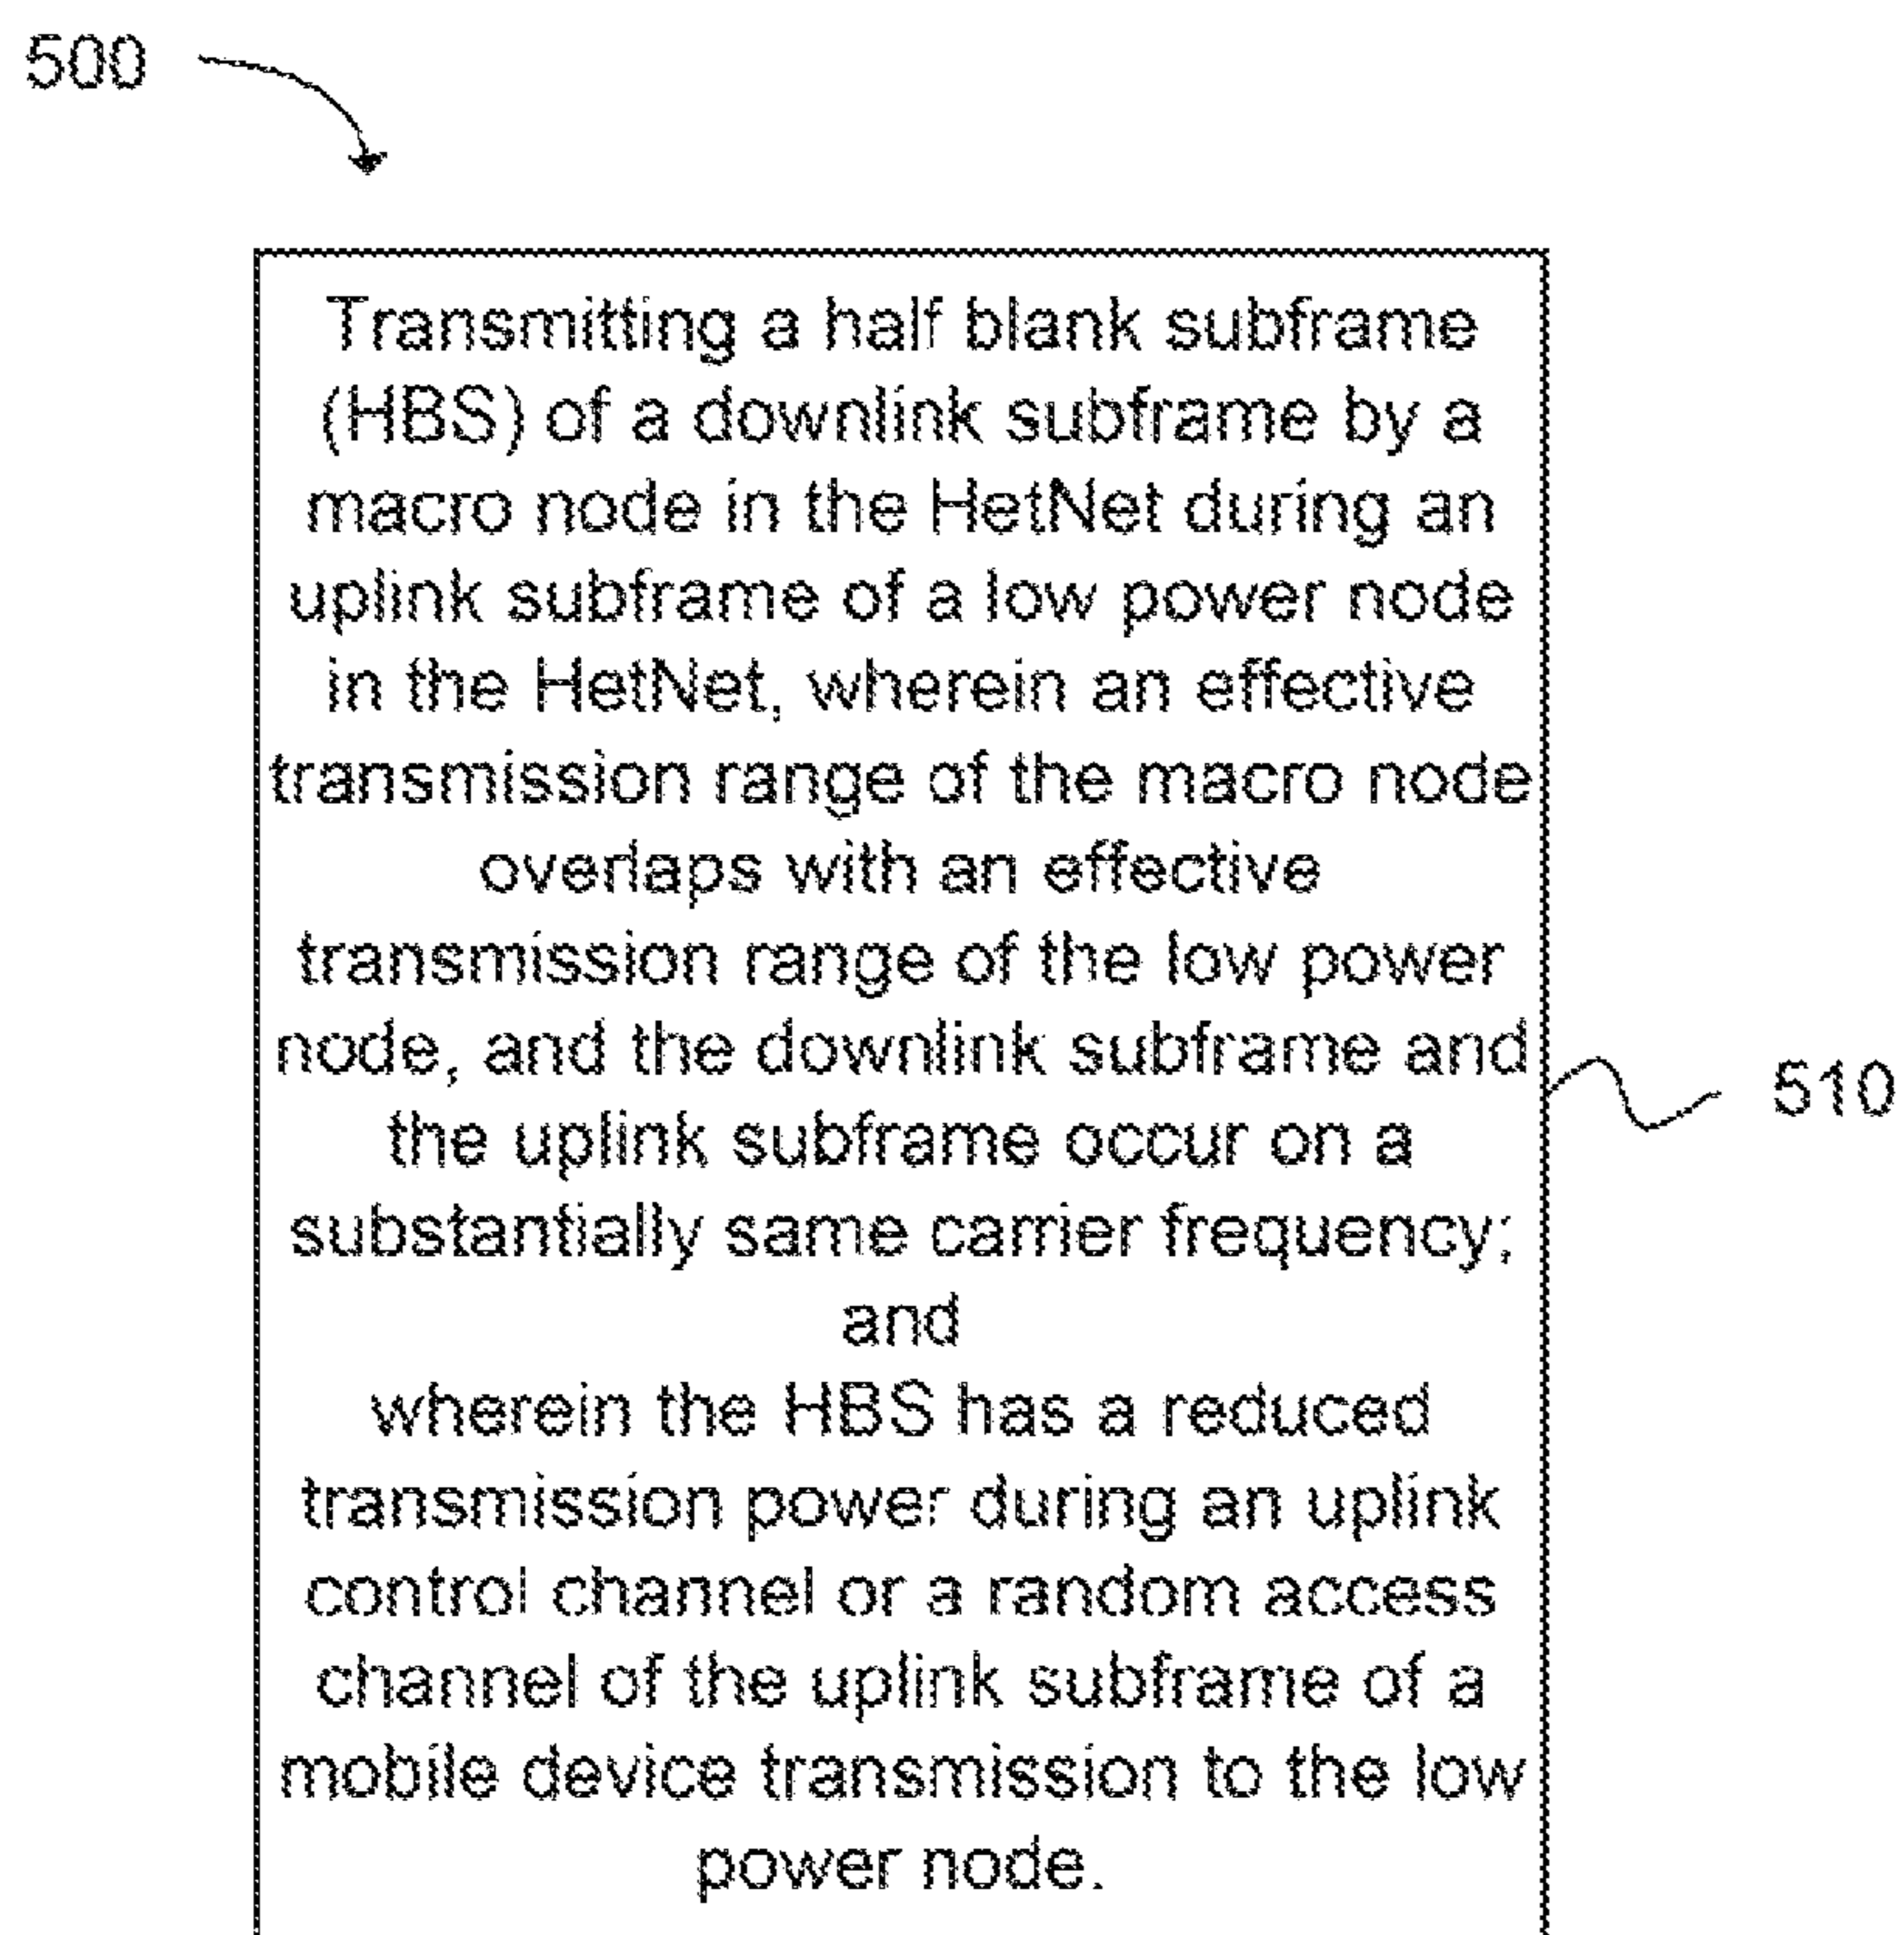 500
Transmitting a half blank subframe
(HBS) of a downlink subframe by a
macro node in the HetNet during an
uplink subframe of a low power node
in the HetNet, wherein an effective
transmission range of the macro node
overlaps with an effective
transmission range of the low power
node, and the downlink subframe and
the uplink subframe occur on a
substantially same carrier frequency;
and
wherein the HBS has a reduced
transmission power during an uplink
control channel or a random access
channel of the uplink subframe of a
mobile device transmission to the low
power node.
510